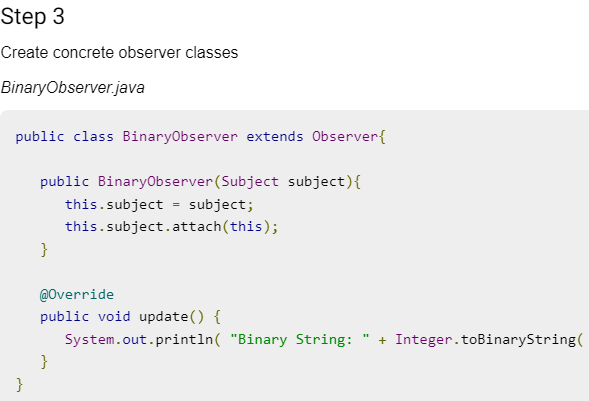 Step 3
Create concrete observer classes
BinaryObserver.java
public class BinaryObserver extends Observer{
public BinaryObserver(Subject subject){
this.subject = subject;
this.subject.attach(this);
}
@Override
public void update() {
System.out.println( "Binary String: " + Integer.toBinaryString(
}
}